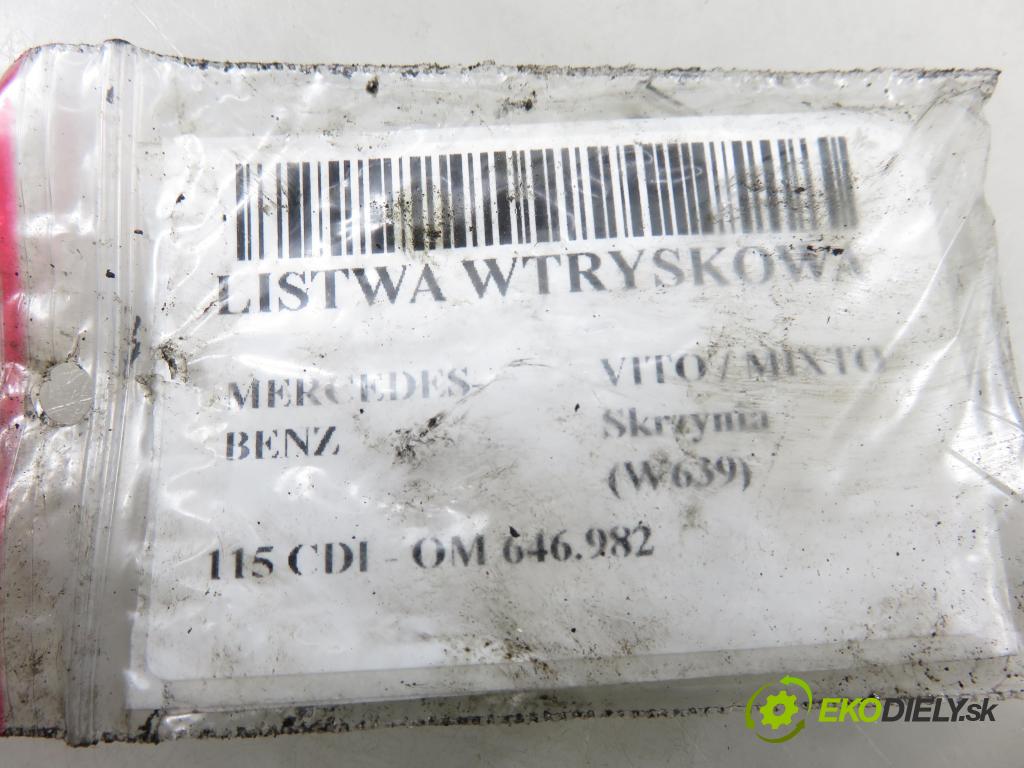 LISTWA WTRYSKOWA
MERCEDES-
BENZ
VITO / MIXTO
Skrzynia
(W639)
115 CDI - OM 646.982
EKODIELY.sk